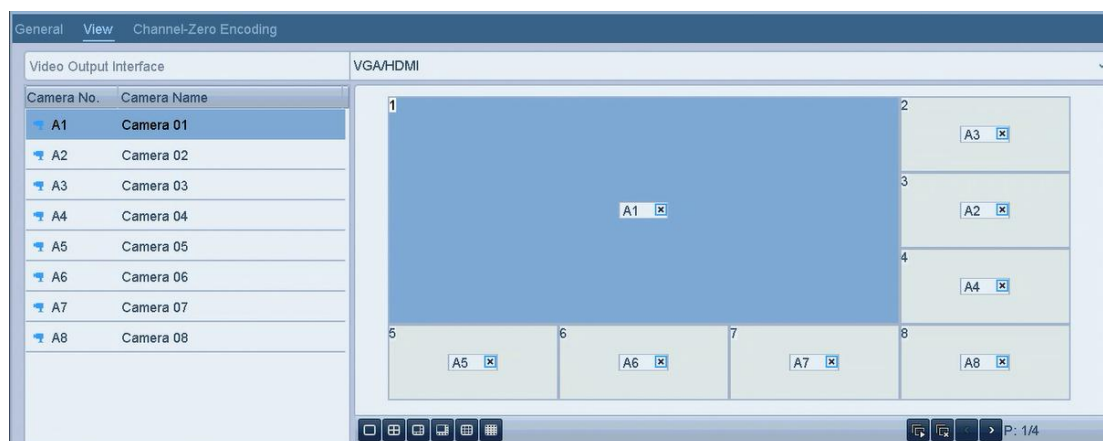 General View Channel-Zero Encoding
Video Output Interface VGA/HDMI
Camera No. Camera Name
A1 Camera 01
A2 Camera 02
A3 Camera 03
A4 Camera 04
A5 Camera 05
A6 Camera 06
A7 Camera 07
A8 Camera 08
1
A1
2
A3
3
A2
4
A4
5
A5
6
A6
7
A7
8
A8
P: 1/4